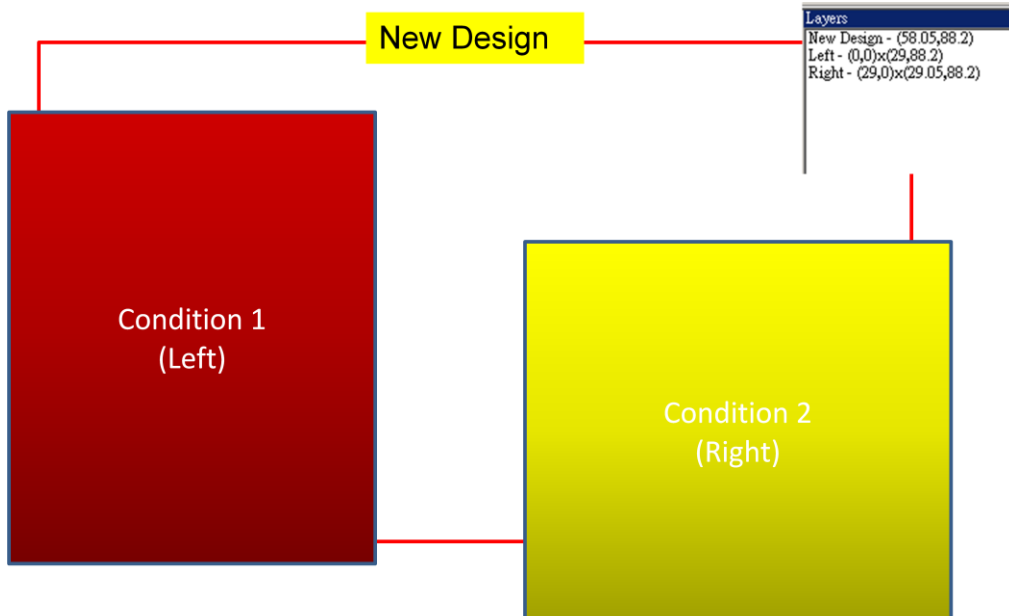 New Design
Layers
New Design - (58.05,88.2)
Left - (0,0)x(29,88.2)
Right - (29,0)x(29.05,88.2)
Condition 1
(Left)
Condition 2
(Right)